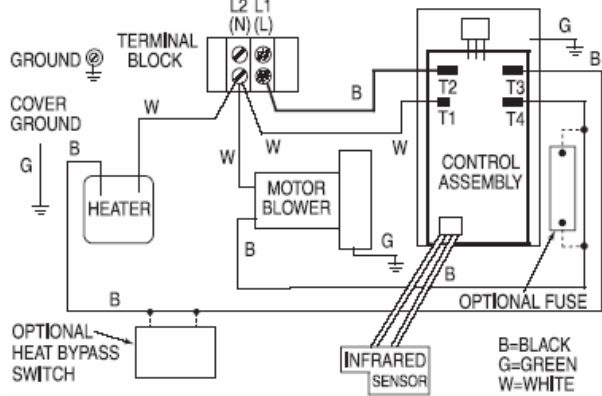 L2 L1
(N) (L)
TERMINAL
BLOCK
GROUND
COVER
GROUND
G
B
W
HEATER
W
W
W
B
MOTOR
BLOWER
B
G
G
B
T2
T3
T1
T4
CONTROL
ASSEMBLY
B
OPTIONAL FUSE
B
OPTIONAL
HEAT BYPASS
SWITCH
INFRARED
SENSOR
B=BLACK
G=GREEN
W=WHITE